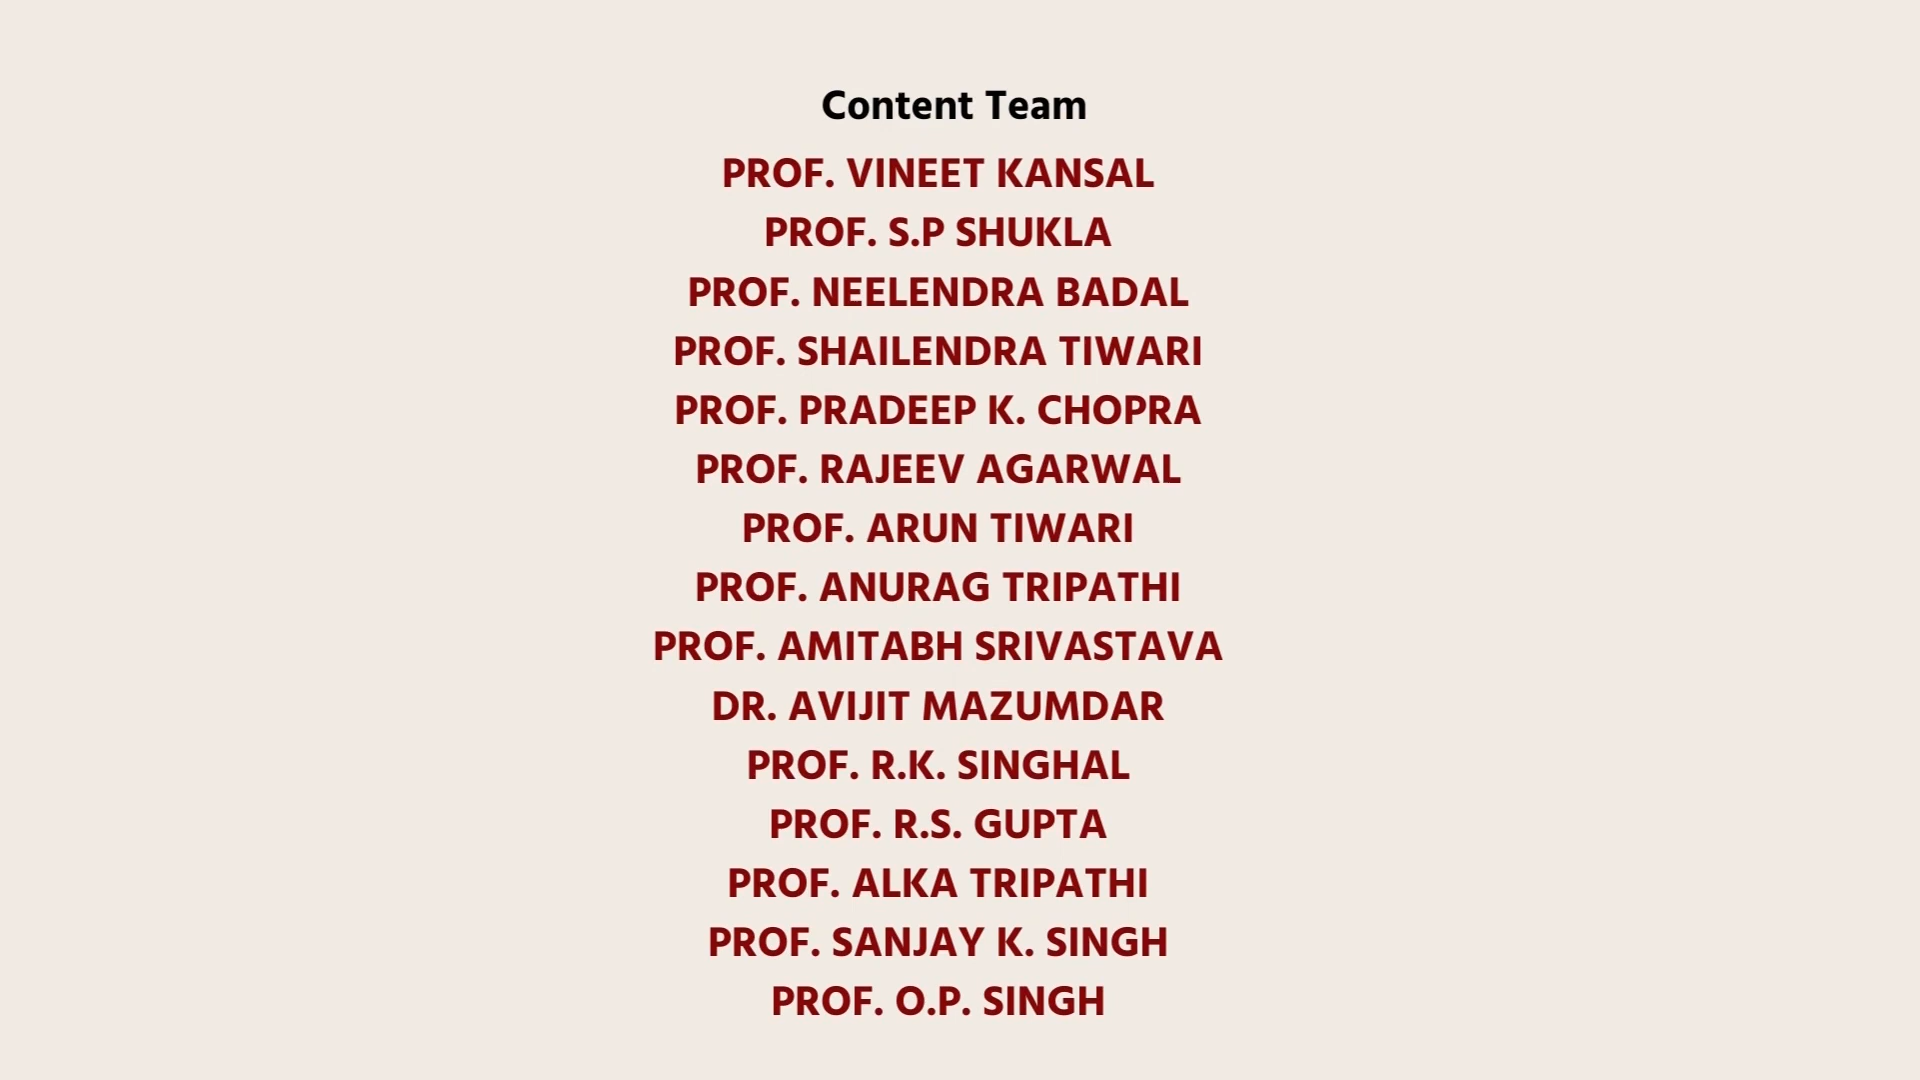 Content Team
PROF. VINEET KANSAL
PROF. S.P SHUKLA
PROF. NEELENDRA BADAL
PROF. SHAILENDRA TIWARI
PROF. PRADEEP K. CHOPRA
PROF. RAJEEV AGARWAL
PROF. ARUN TIWARI
PROF. ANURAG TRIPATHI
PROF. AMITABH SRIVASTAVA
DR. AVIJIT MAZUMDAR
PROF. R.K. SINGHAL
PROF. R.S. GUPTA
PROF. ALKA TRIPATHI
PROF. SANJAY K. SINGH
PROF. O.P. SINGH